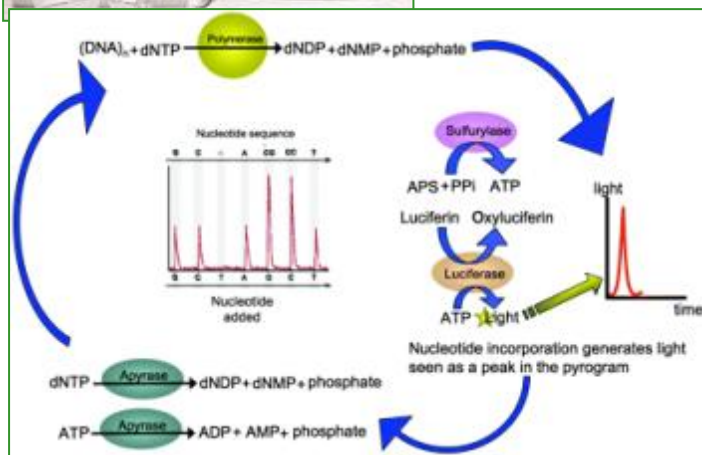 (DNA)n+dNTP Polymerase dNDP+dNMP+phosphate
Nucleotide sequence
G C A GG CC T
G C T A G C T
Nucleotide
added
Sulfurylase
APS+PPi ATP
Luciferin Oxyluciferin
Luciferase
ATP Light
light
time
Nucleotide incorporation generates light
seen as a peak in the pyrogram
dNTP Apyrase dNDP+dNMP+phosphate
ATP Apyrase ADP+AMP+phosphate